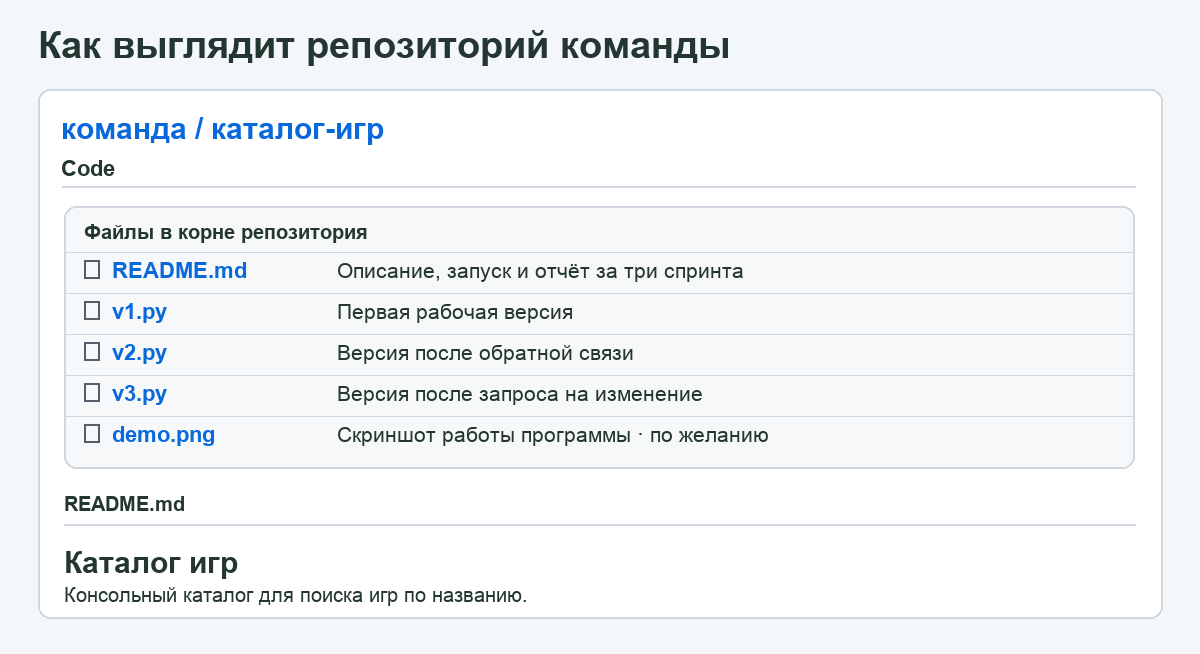 Как выглядит репозиторий команды
команда / каталог-игр
Code
Файлы в корне репозитория
README.md Описание, запуск и отчёт за три спринта
v1.py Первая рабочая версия
v2.py Версия после обратной связи
v3.py Версия после запроса на изменение
demo.png Скриншот работы программы · по желанию
README.md
Каталог игр
Консольный каталог для поиска игр по названию.